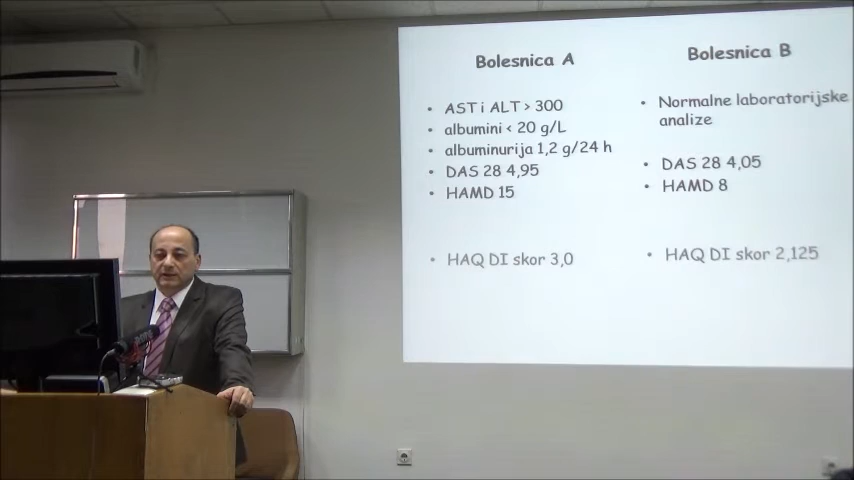 Bolesnica A
• AST i ALT > 300
• albumini < 20 g/L
• albuminurija 1,2 g/24 h
• DAS 28 4,95
• HAMD 15
• HAQ DI skor 3,0
Bolesnica B
• Normalne laboratorijske
analize
• DAS 28 4,05
• HAMD 8
• HAQ DI skor 2,125